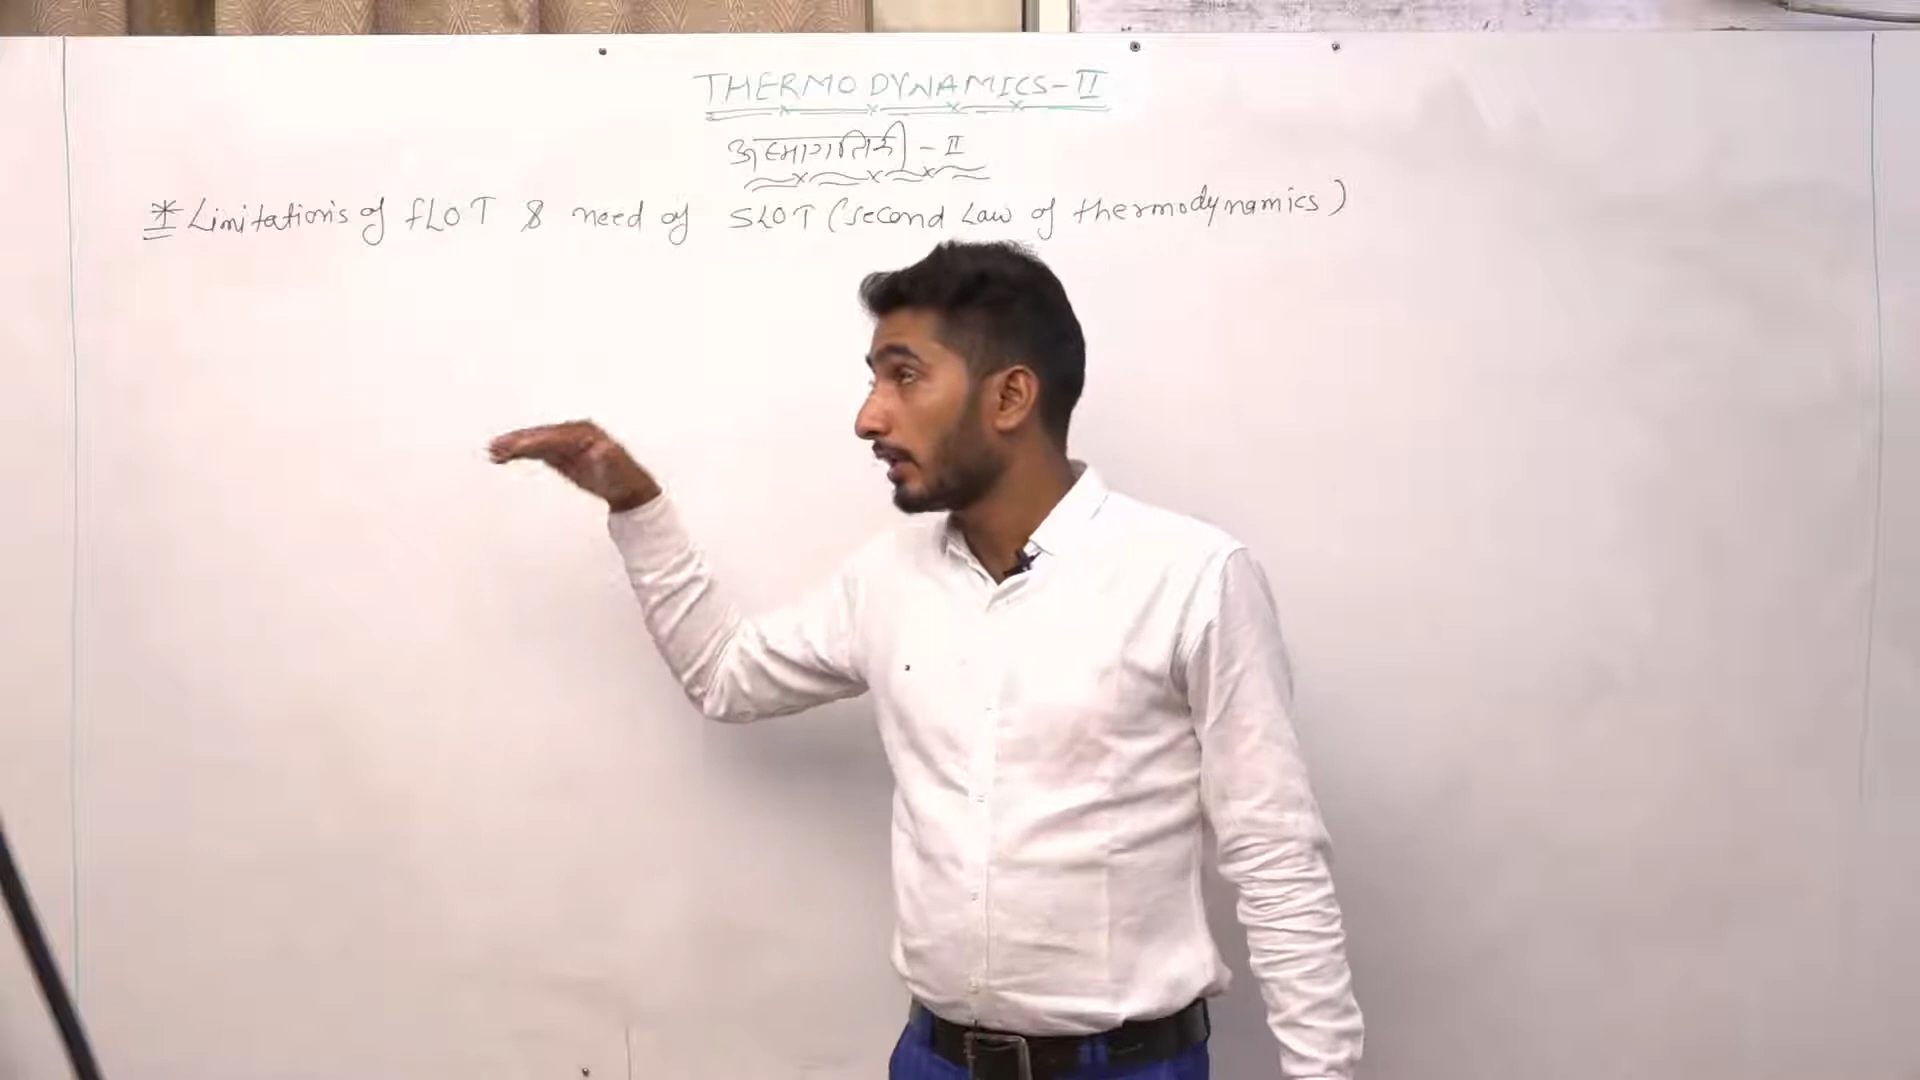 THERMODYNAMICS-II
ऊष्मागतिकी - II
* Limitations of fLOT & need of SLOT (Second Law of thermodynamics)